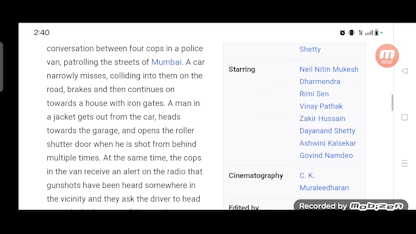 2:40
conversation between four cops in a police
van, patrolling the streets of Mumbai. A car
narrowly misses, colliding into them on the
road, brakes and then continues on
towards a house with iron gates. A man in
a jacket gets out from the car, heads
towards the garage, and opens the roller
shutter door when he is shot from behind
multiple times. At the same time, the cops
in the van receive an alert on the radio that
gunshots have been heard somewhere in
the vicinity and they ask the driver to head
Shetty
Starring
Neil Nitin Mukesh
Dharmendra
Rimi Sen
Vinay Pathak
Zakir Hussain
Dayanand Shetty
Ashwini Kalsekar
Govind Namdeo
Cinematography
C. K.
Muraleedharan
Edited by
Recorded by mobizen